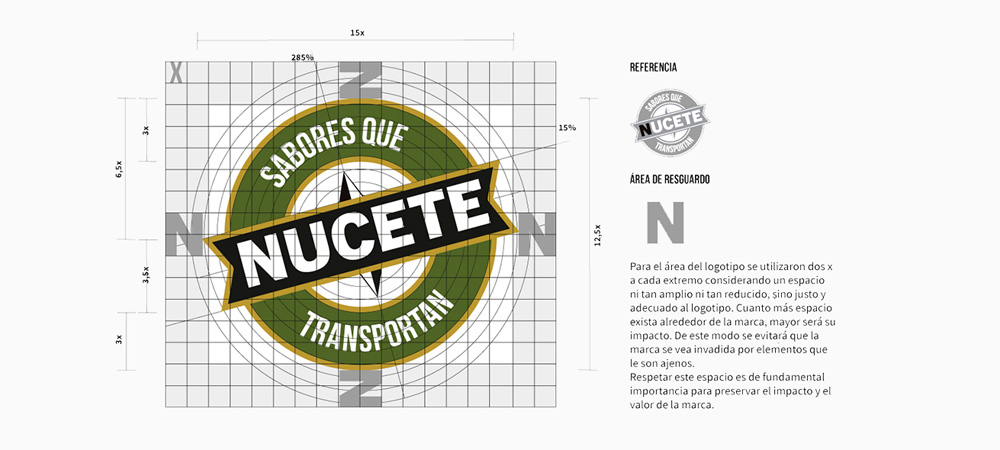 15x
285%
X
N
3x
6,5x
15%
SABORES QUE
NUCETE
TRANSPORTAN
N
N
12,5x
3,5x
3x
N
REFERENCIA
SABORES QUE
NUCETE
TRANSPORTAN
ÁREA DE RESGUARDO
N
Para el área del logotipo se utilizaron dos x
a cada extremo considerando un espacio
ni tan amplio ni tan reducido, sino justo y
adecuado al logotipo. Cuanto más espacio
exista alrededor de la marca, mayor será su
impacto. De este modo se evitará que la
marca se vea invadida por elementos que
le son ajenos.
Respetar este espacio es de fundamental
importancia para preservar el impacto y el
valor de la marca.